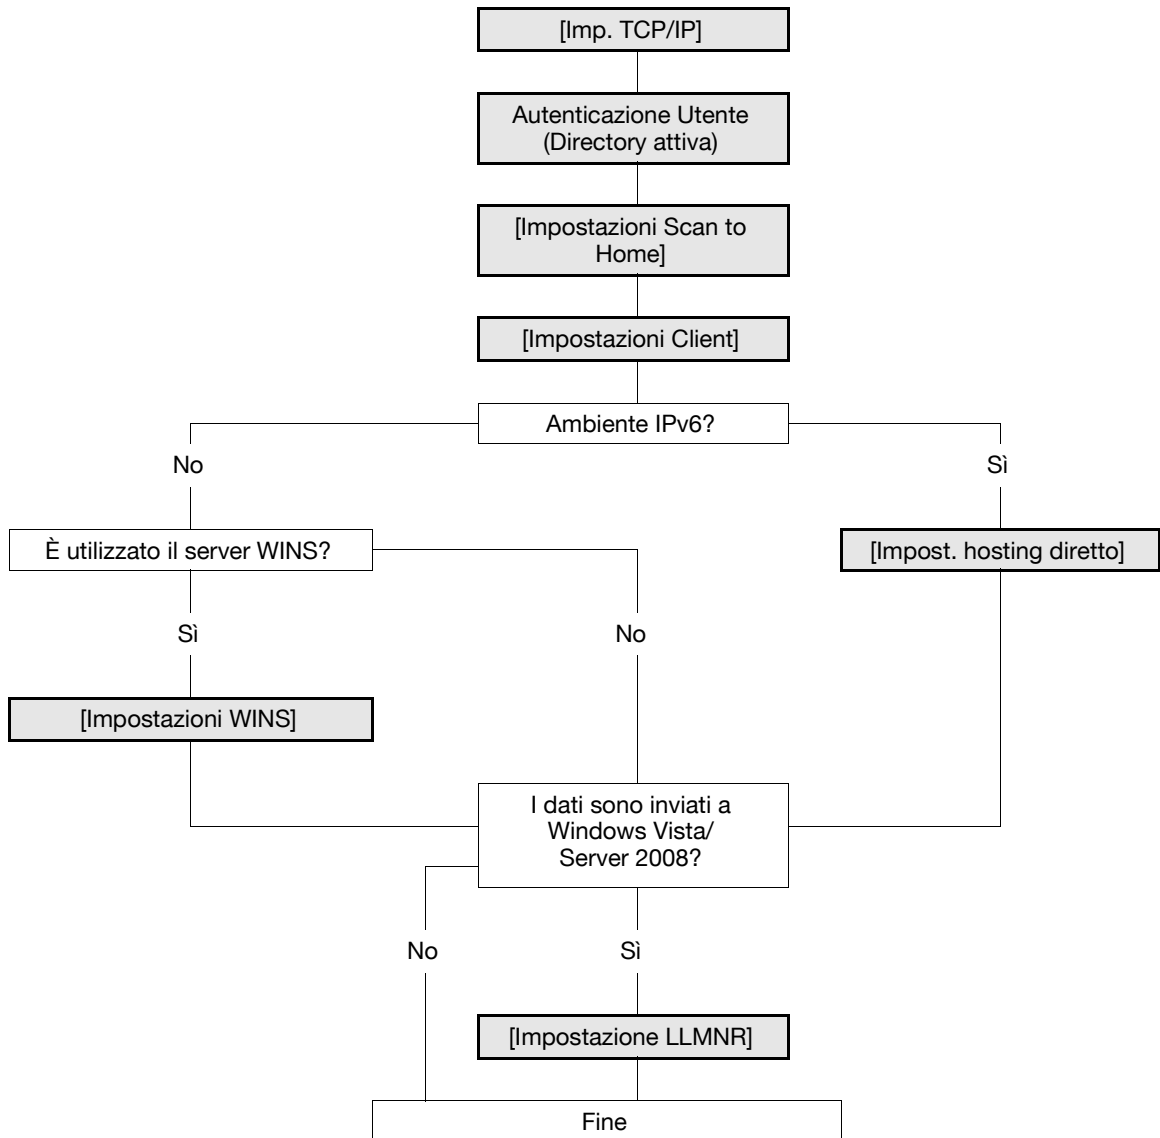 [Imp. TCP/IP]
Autenticazione Utente
(Directory attiva)
[Impostazioni Scan to
Home]
[Impostazioni Client]
Ambiente IPv6?
No
Sì
È utilizzato il server WINS?
[Impost. hosting diretto]
Sì
No
[Impostazioni WINS]
I dati sono inviati a
Windows Vista/
Server 2008?
No
Sì
[Impostazione LLMNR]
Fine